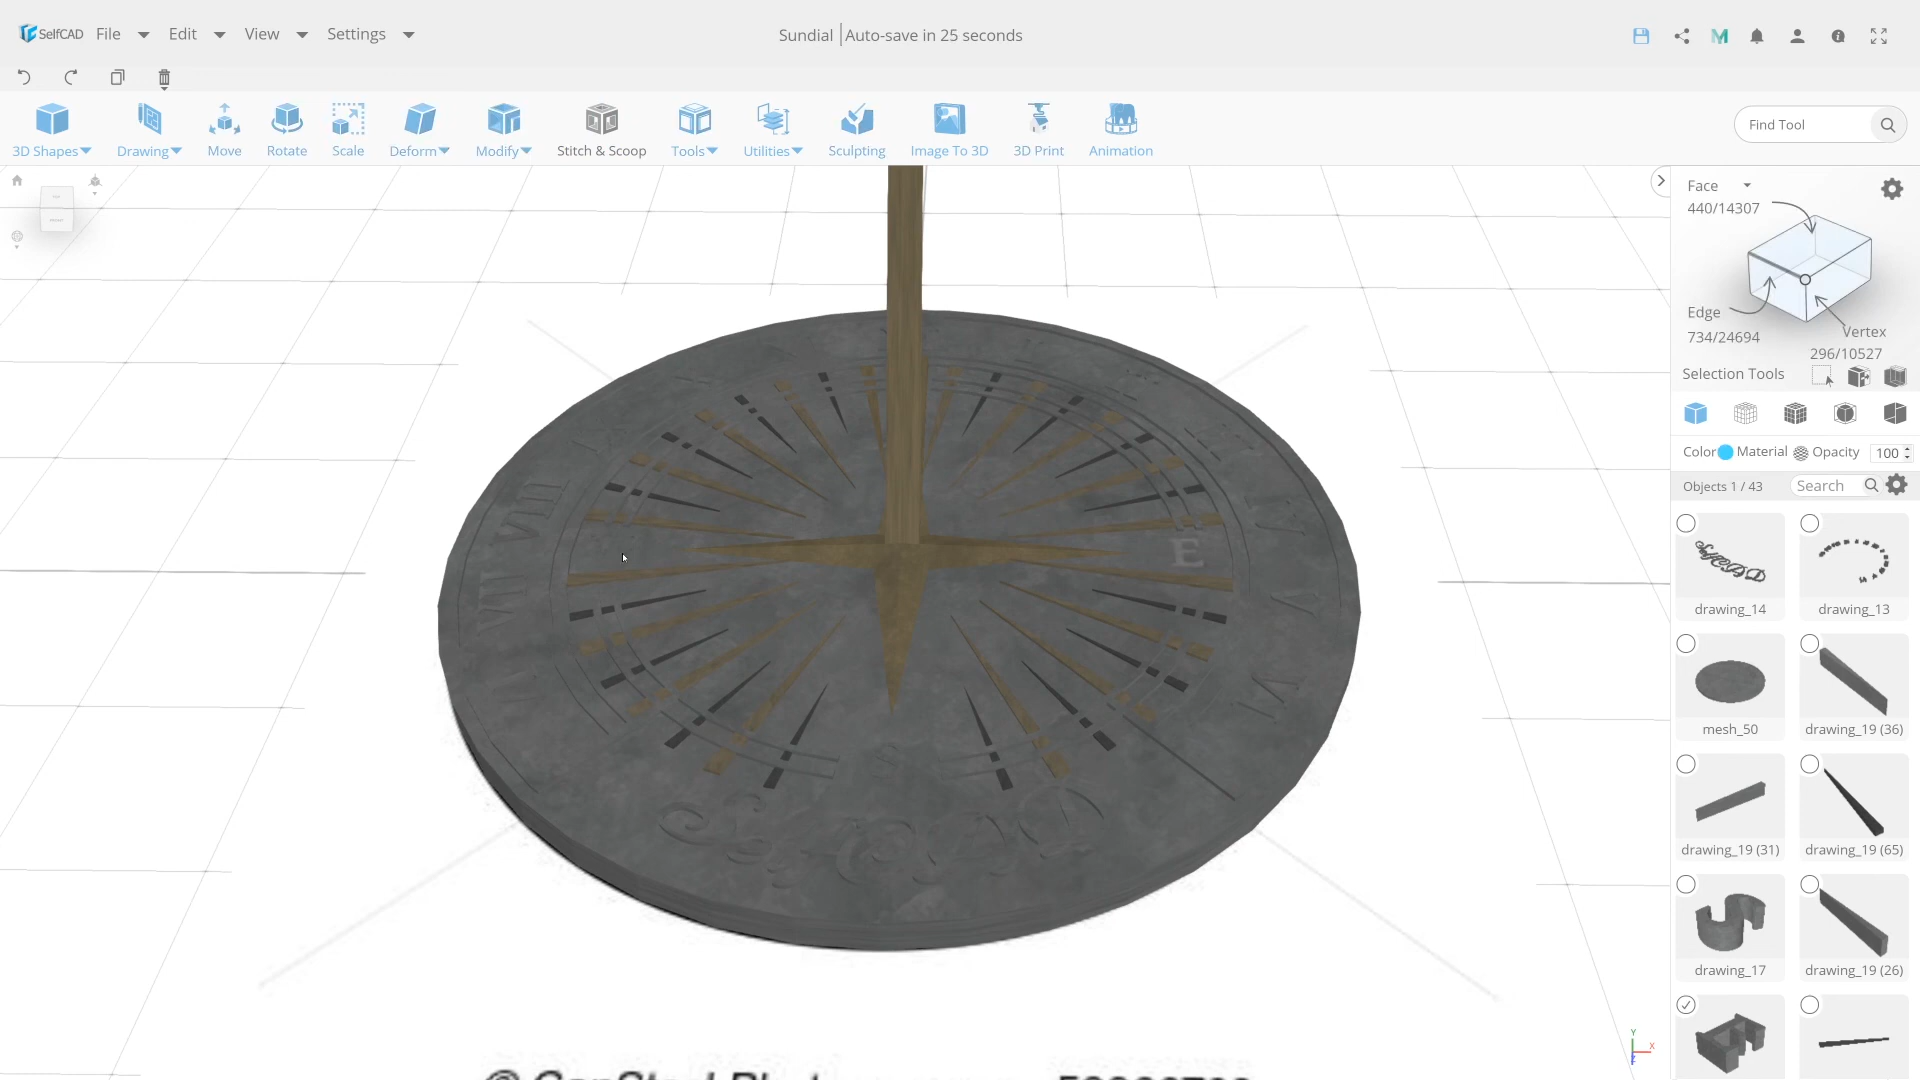 SelfCAD File Edit View Settings
Sundial Auto-save in 25 seconds
3D Shapes Drawing Move Rotate Scale Deform Modify Stitch & Scoop Tools Utilities Sculpting Image To 3D 3D Print Animation
Find Tool
Face
440/14307
Edge
734/24694
Vertex
296/10527
Selection Tools
Color Material Opacity 100
Objects 1 / 43 Search
drawing_14 drawing_13
mesh_50 drawing_19 (36)
drawing_19 (31) drawing_19 (65)
drawing_17 drawing_19 (26)
VIII
VII
E
V
VI
Y
X
Z